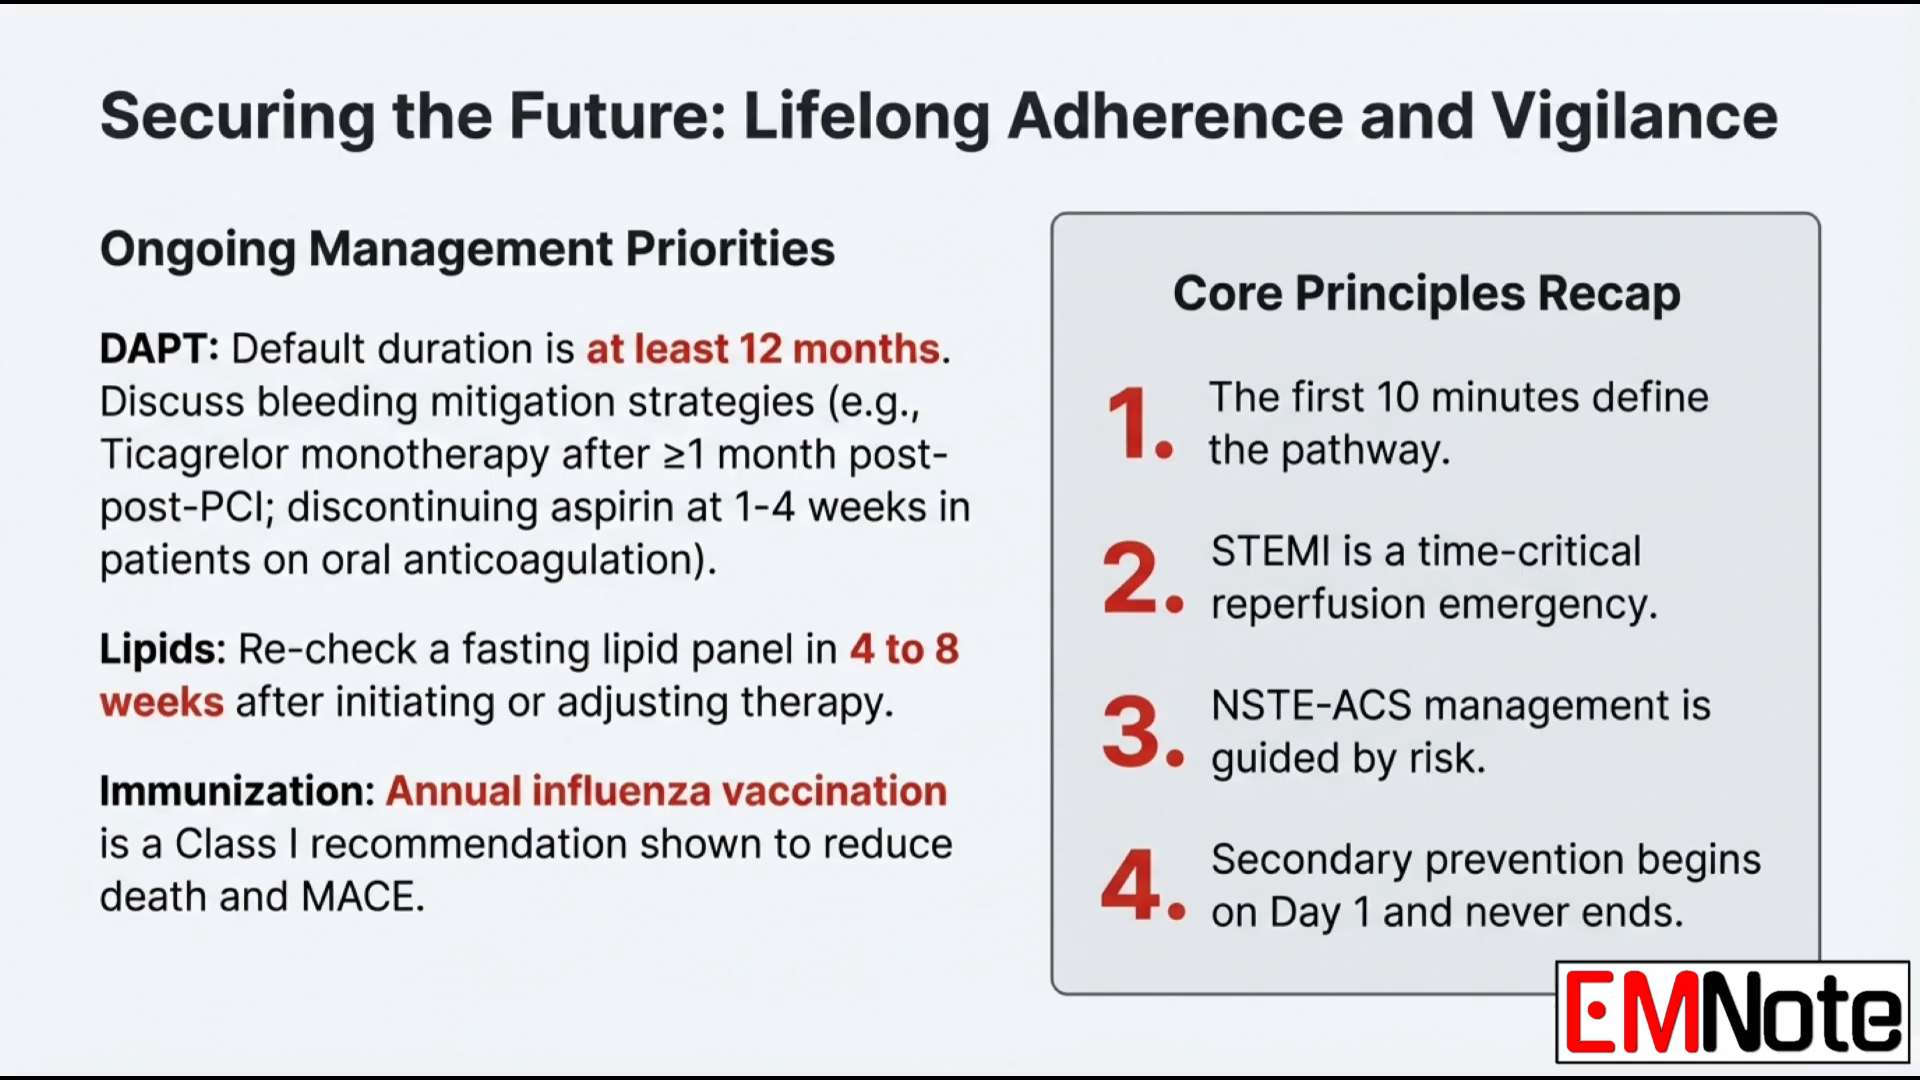 Securing the Future: Lifelong Adherence and Vigilance
Ongoing Management Priorities
DAPT: Default duration is at least 12 months.
Discuss bleeding mitigation strategies (e.g.,
Ticagrelor monotherapy after ≥1 month post-
post-PCI; discontinuing aspirin at 1-4 weeks in
patients on oral anticoagulation).
Lipids: Re-check a fasting lipid panel in 4 to 8
weeks after initiating or adjusting therapy.
Immunization: Annual influenza vaccination
is a Class I recommendation shown to reduce
death and MACE.
Core Principles Recap
1. The first 10 minutes define
the pathway.
2. STEMI is a time-critical
reperfusion emergency.
3. NSTE-ACS management is
guided by risk.
4. Secondary prevention begins
on Day 1 and never ends.
EMNote